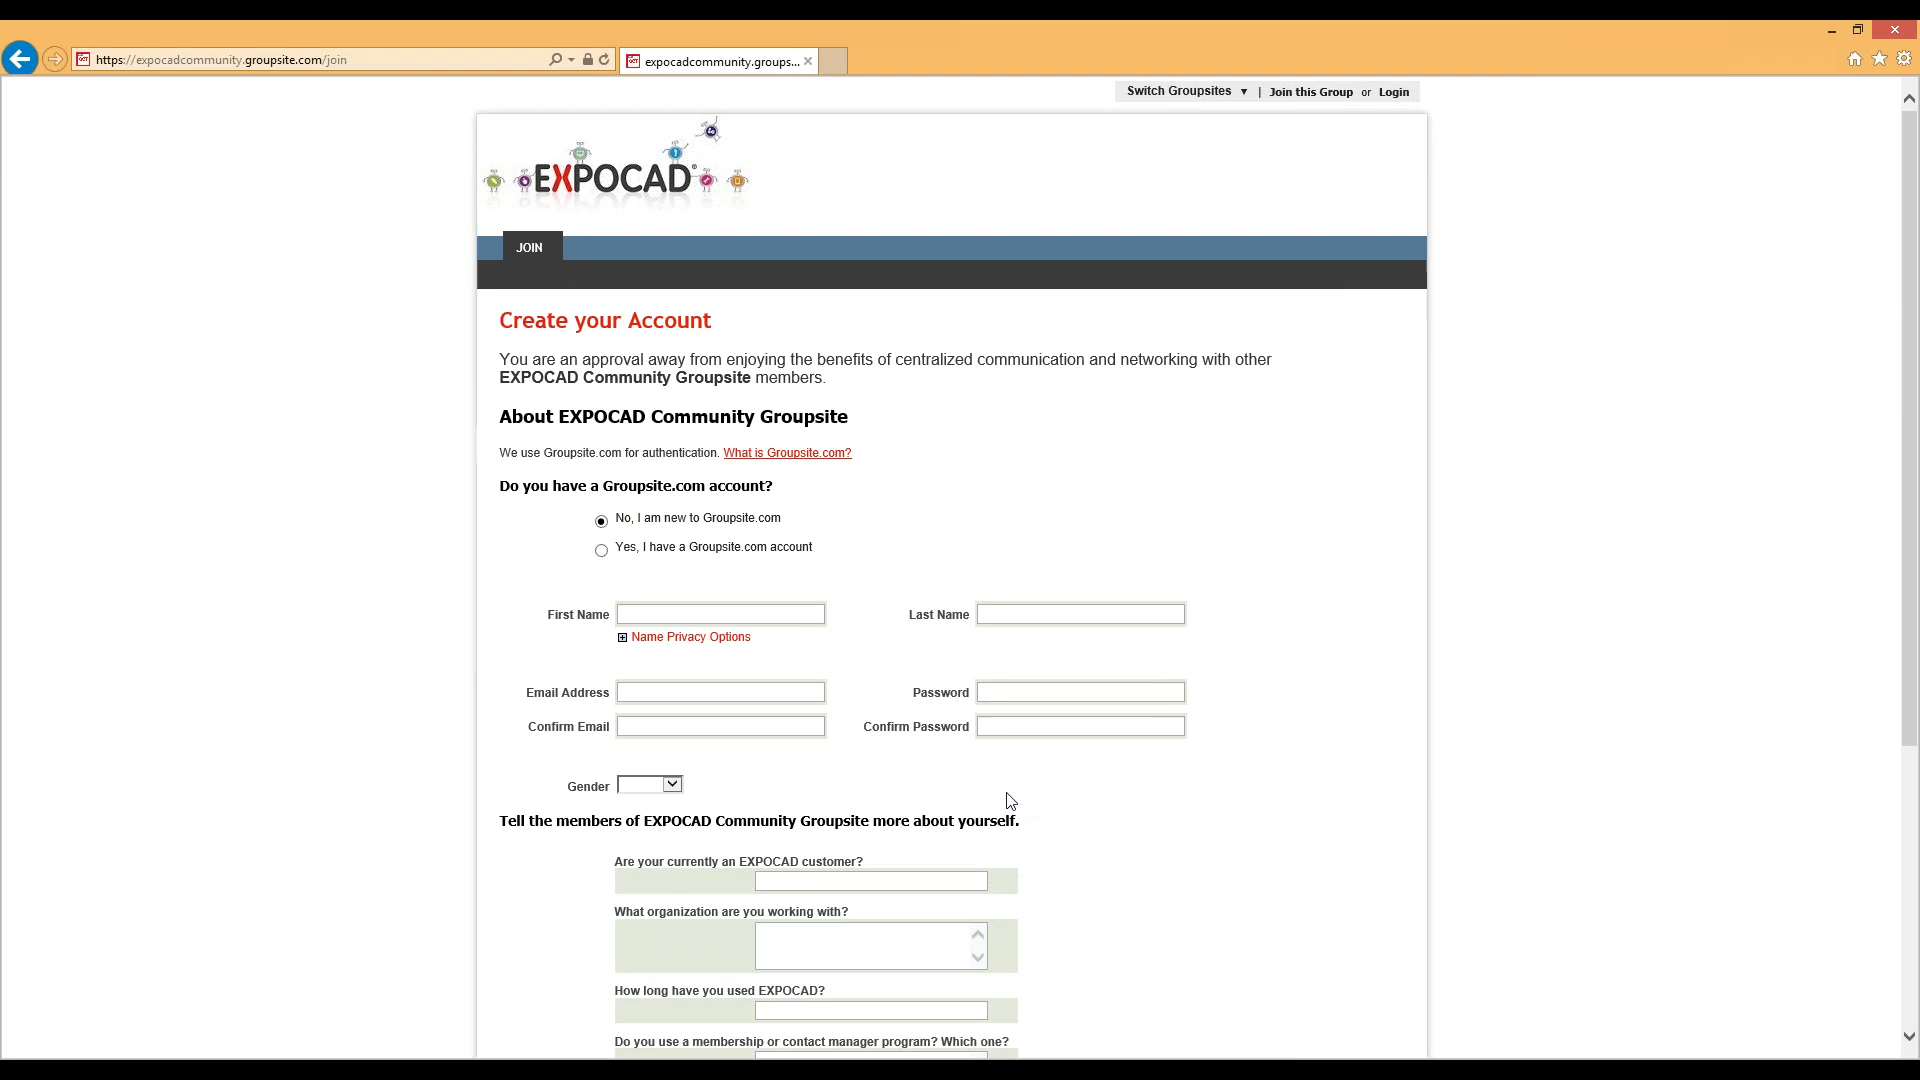 https://expocadcommunity.groupsite.com/join
expocadcommunity.groups...
Switch Groupsites ▼ | Join this Group or Login
EXPOCAD®
JOIN
Create your Account
You are an approval away from enjoying the benefits of centralized communication and networking with other
EXPOCAD Community Groupsite members.
About EXPOCAD Community Groupsite
We use Groupsite.com for authentication. What is Groupsite.com?
Do you have a Groupsite.com account?
No, I am new to Groupsite.com
Yes, I have a Groupsite.com account
First Name
Last Name
Name Privacy Options
Email Address
Password
Confirm Email
Confirm Password
Gender
Tell the members of EXPOCAD Community Groupsite more about yourself.
Are your currently an EXPOCAD customer?
What organization are you working with?
How long have you used EXPOCAD?
Do you use a membership or contact manager program? Which one?